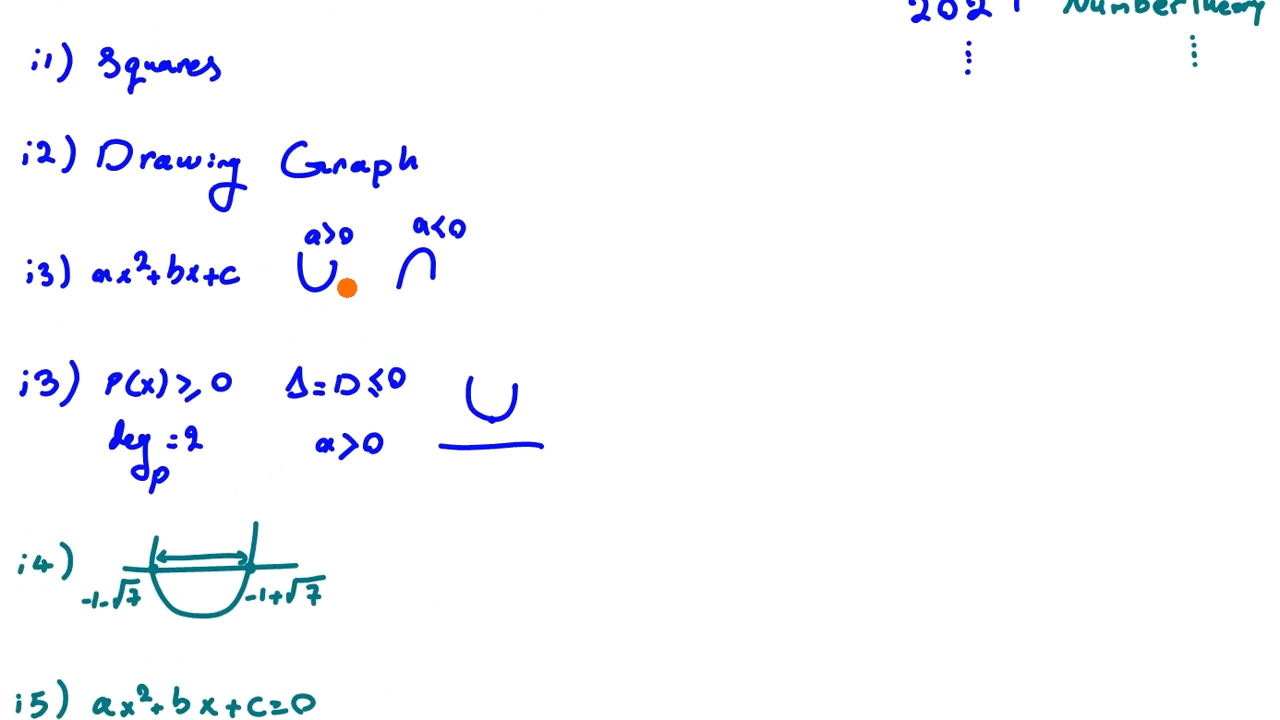 202 Number Theory
i1) Squares
i2) Drawing Graph
a>0 a<0
i3) ax²+bx+c
i3) P(x)≥0 Δ=D≤0
deg_p=2 a>0
i4)
-1-√7 -1+√7
i5) ax²+bx+c=0